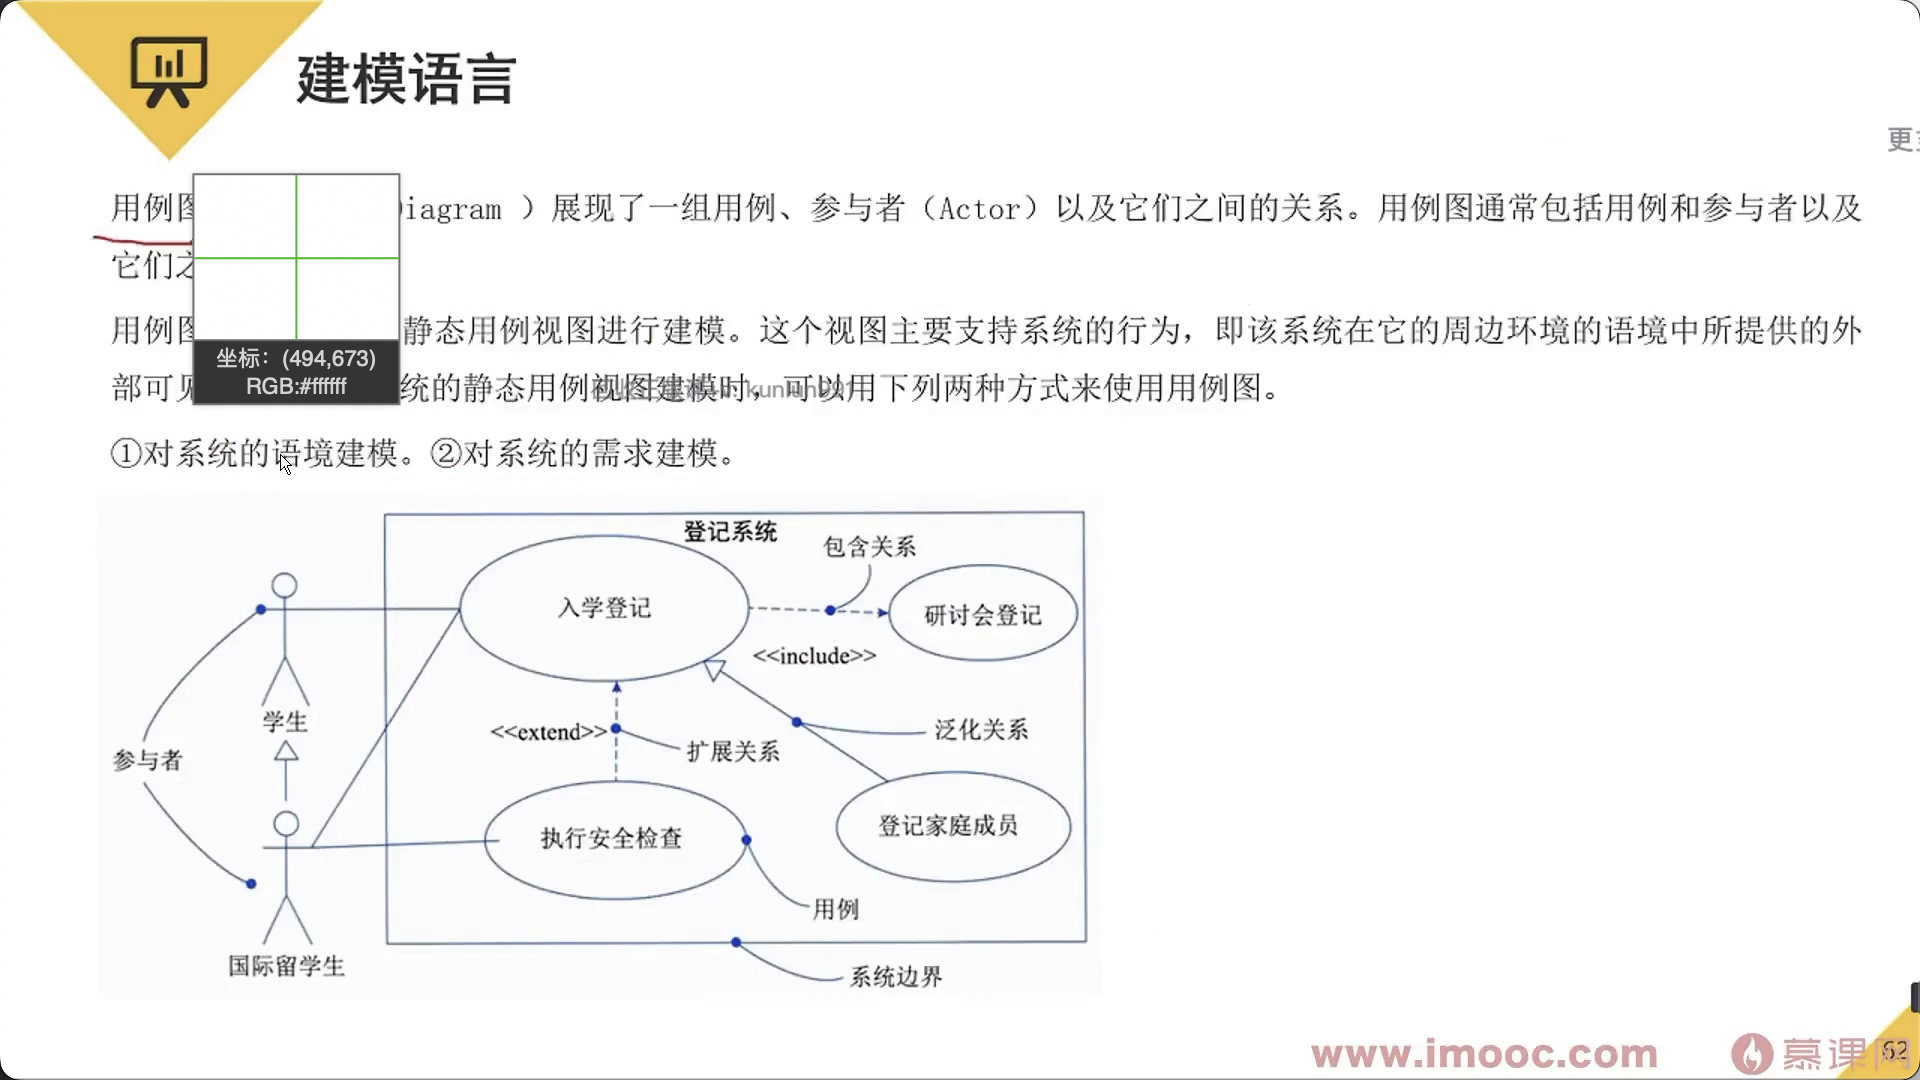 建模语言
更
用例图 Diagram ）展现了一组用例、参与者（Actor）以及它们之间的关系。用例图通常包括用例和参与者以及
它们之
用例图 静态用例视图进行建模。这个视图主要支持系统的行为，即该系统在它的周边环境的语境中所提供的外
坐标：(494,673)
RGB:#ffffff
部可见 统的静态用例视图建模时，可以用下列两种方式来使用用例图。
kunlun991
①对系统的语境建模。②对系统的需求建模。
登记系统
包含关系
入学登记
研讨会登记
<<include>>
学生
<<extend>>
泛化关系
扩展关系
参与者
执行安全检查
登记家庭成员
用例
国际留学生
系统边界
www.imooc.com
慕课网
62